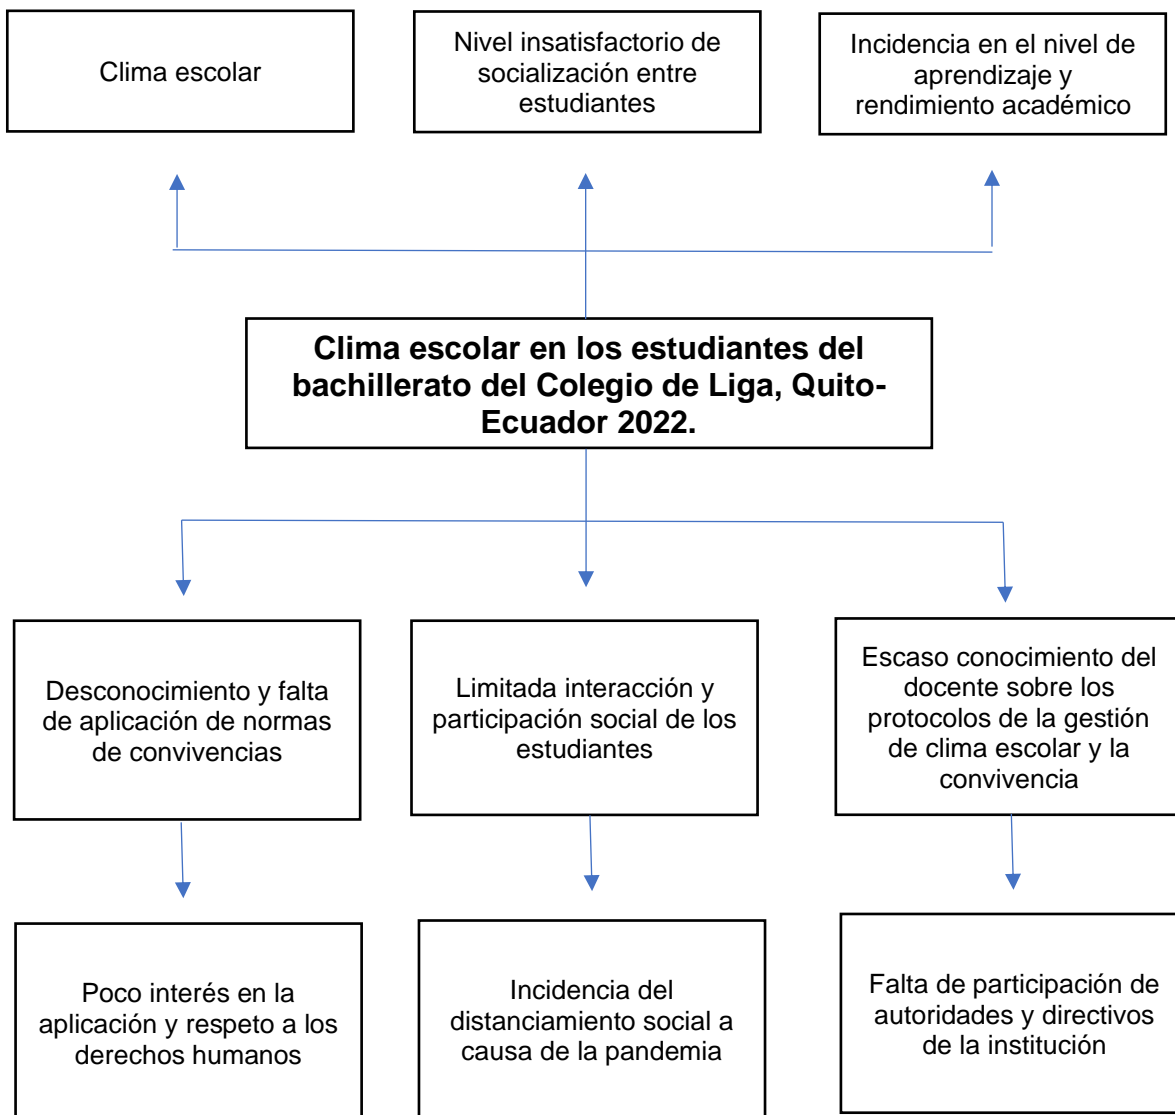 Clima escolar
Nivel insatisfactorio de
socialización entre
estudiantes
Incidencia en el nivel de
aprendizaje y
rendimiento académico
Clima escolar en los estudiantes del
bachillerato del Colegio de Liga, Quito-
Ecuador 2022.
Desconocimiento y falta
de aplicación de normas
de convivencias
Limitada interacción y
participación social de los
estudiantes
Escaso conocimiento del
docente sobre los
protocolos de la gestión
de clima escolar y la
convivencia
Poco interés en la
aplicación y respeto a los
derechos humanos
Incidencia del
distanciamiento social a
causa de la pandemia
Falta de participación de
autoridades y directivos
de la institución